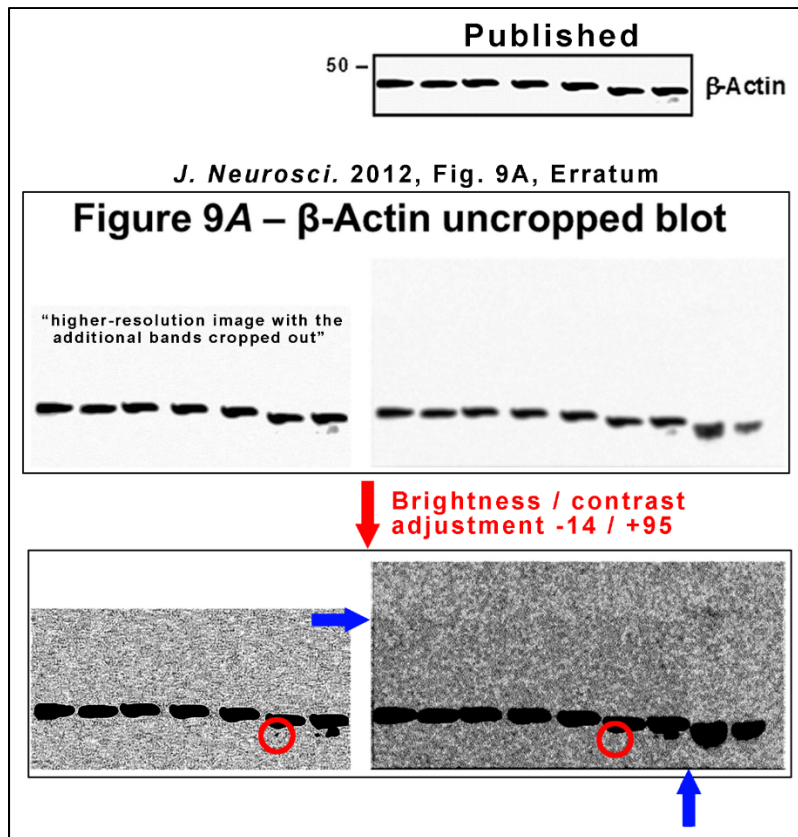 Published
50 –
β-Actin
J. Neurosci. 2012, Fig. 9A, Erratum
Figure 9A – β-Actin uncropped blot
“higher-resolution image with the
additional bands cropped out”
Brightness / contrast
adjustment -14 / +95